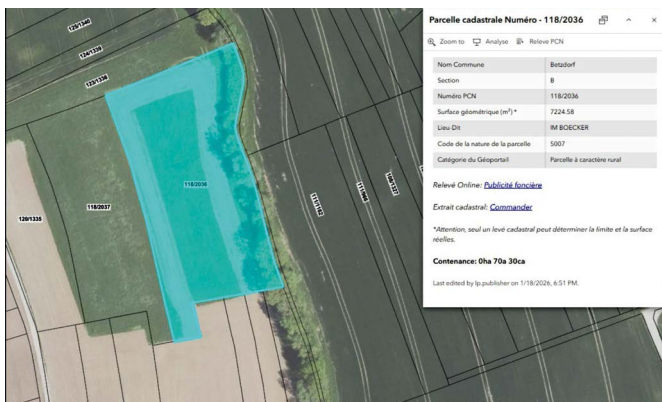 Parcelle cadastrale Numéro - 118/2036
Zoom to Analyse Releve PCN
Nom Commune Betzdorf
Section B
Numéro PCN 118/2036
Surface géométrique (m²) * 7224.58
Lieu-Dit IM BOECKER
Code de la nature de la parcelle 5007
Catégorie du Géoportail Parcelle à caractère rural
Relevé Online: Publicité foncière
Extrait cadastral: Commander
*Attention, seul un levé cadastral peut déterminer la limite et la surface
réelles.
Contenance: 0ha 70a 30ca
Last edited by lp.publisher on 1/18/2026, 6:51 PM.
123/1336
118/2036
118/2037
120/1335